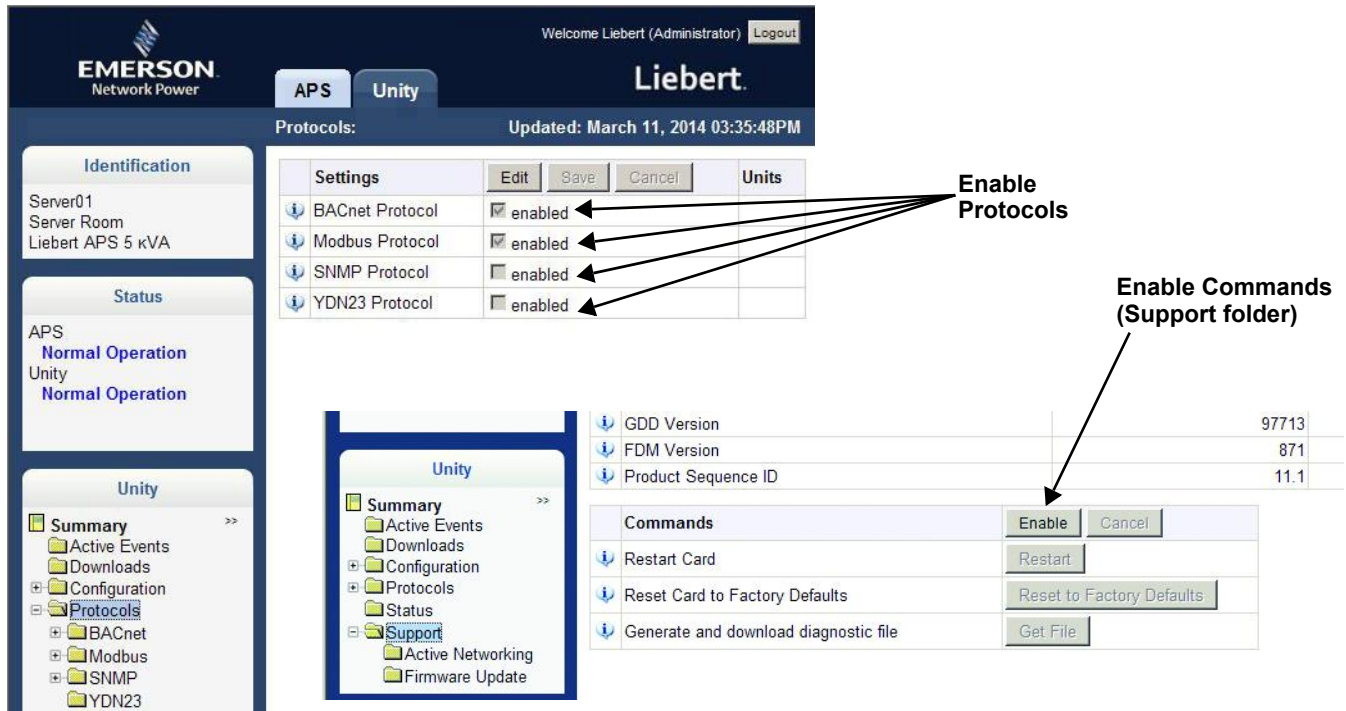 Welcome Liebert (Administrator) Logout
EMERSON.
Network Power
APS Unity
Liebert.
Protocols: Updated: March 11, 2014 03:35:48PM
Identification
Server01
Server Room
Liebert APS 5 κVA
Status
APS
Normal Operation
Unity
Normal Operation
Unity
Summary >>
Active Events
Downloads
Configuration
Protocols
BACnet
Modbus
SNMP
YDN23
Settings Edit Save Cancel Units
BACnet Protocol enabled
Modbus Protocol enabled
SNMP Protocol enabled
YDN23 Protocol enabled
Enable
Protocols
Enable Commands
(Support folder)
Unity
Summary >>
Active Events
Downloads
Configuration
Protocols
Status
Support
Active Networking
Firmware Update
GDD Version 97713
FDM Version 871
Product Sequence ID 11.1
Commands Enable Cancel
Restart Card Restart
Reset Card to Factory Defaults Reset to Factory Defaults
Generate and download diagnostic file Get File